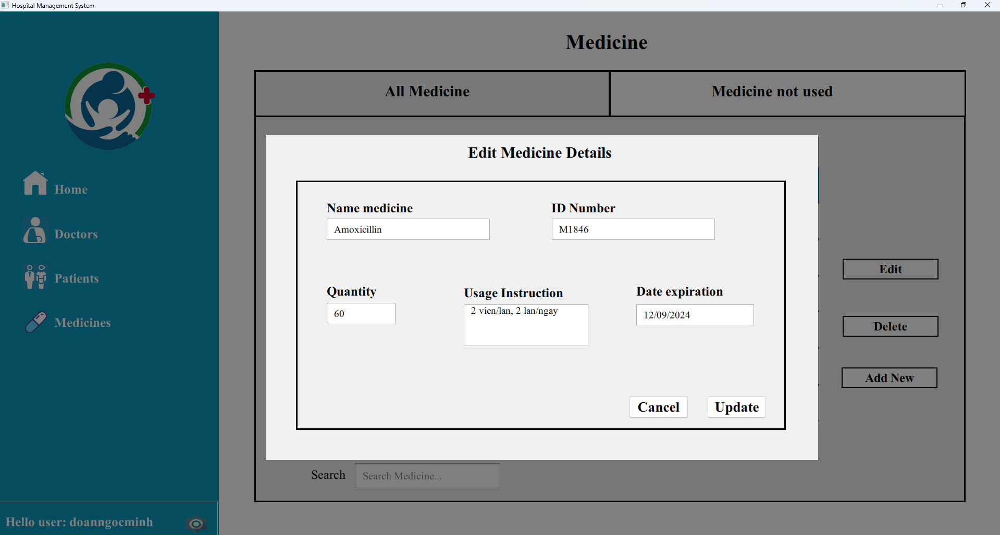 Hospital Management System
Medicine
All Medicine
Medicine not used
Home
Doctors
Patients
Medicines
Edit Medicine Details
Name medicine
ID Number
Amoxicillin
M1846
Quantity
Usage Instruction
Date expiration
60
2 vien/lan, 2 lan/ngay
12/09/2024
Cancel
Update
Edit
Delete
Add New
Search
Search Medicine...
Hello user: doanngocminh